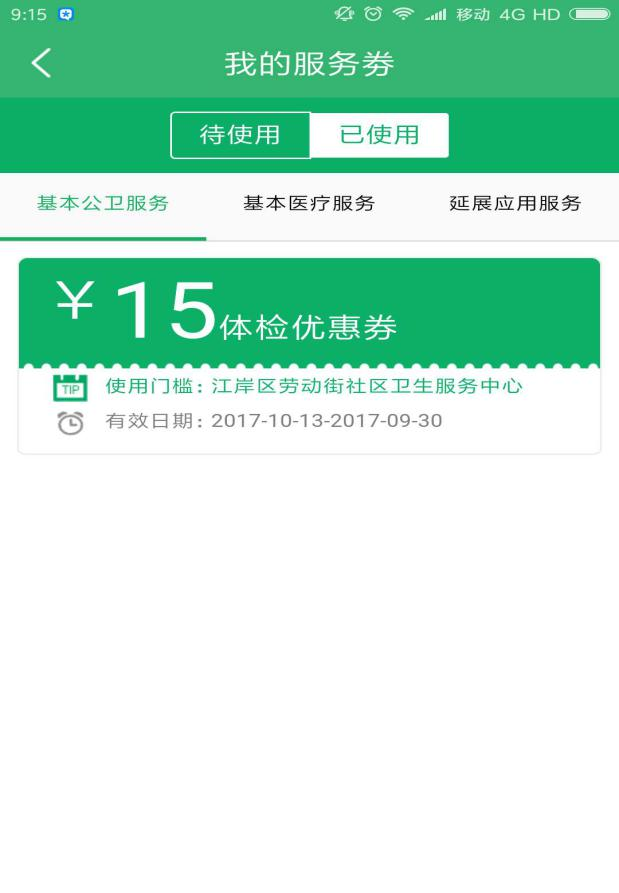 9:15 移动 4G HD
我的服务券
待使用 已使用
基本公卫服务 基本医疗服务 延展应用服务
¥15体检优惠券
TIP 使用门槛：江岸区劳动街社区卫生服务中心
有效日期：2017-10-13-2017-09-30